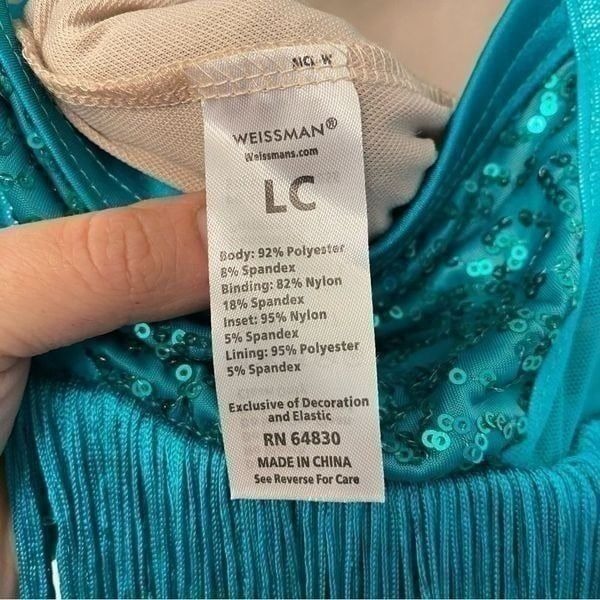 WEISSMAN®
Weissmans.com
LC
Body: 92% Polyester
8% Spandex
Binding: 82% Nylon
18% Spandex
Inset: 95% Nylon
5% Spandex
Lining: 95% Polyester
5% Spandex
Exclusive of Decoration
and Elastic
RN 64830
MADE IN CHINA
See Reverse For Care